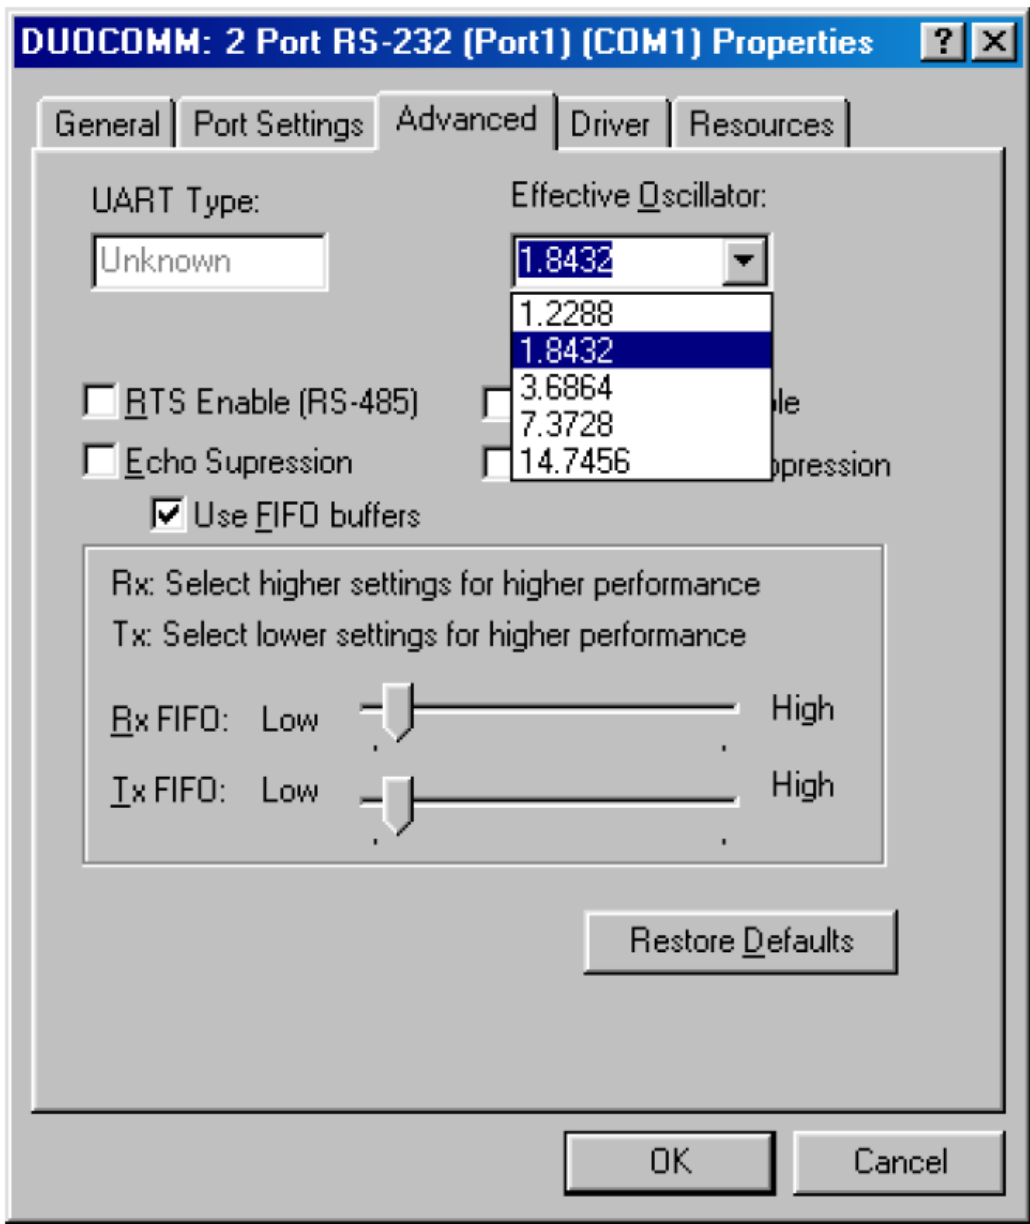 DUOCOMM: 2 Port RS-232 (Port1) (COM1) Properties
General Port Settings Advanced Driver Resources
UART Type: Effective Oscillator:
Unknown 1.8432
1.2288
1.8432
3.6864
7.3728
14.7456
RTS Enable (RS-485)
Echo Supression
Use FIFO buffers
Rx: Select higher settings for higher performance
Tx: Select lower settings for higher performance
Rx FIFO: Low High
Tx FIFO: Low High
Restore Defaults
OK Cancel